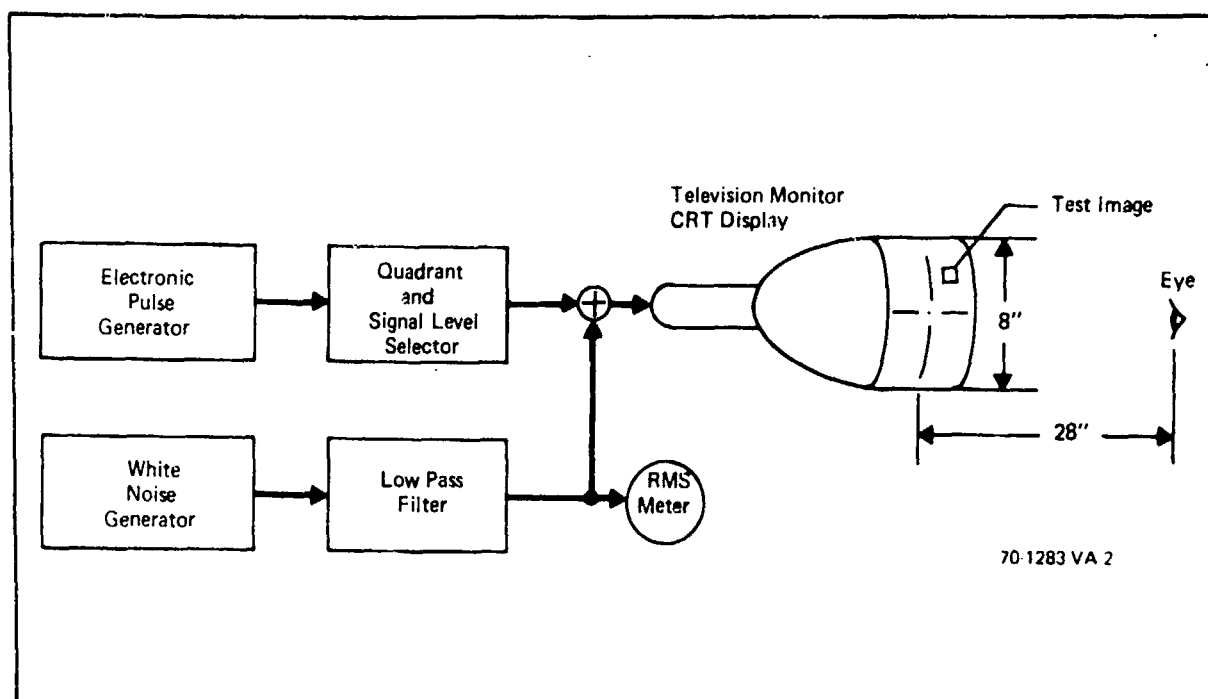 Television Monitor
CRT Display
Test Image
Electronic
Pulse
Generator
Quadrant
and
Signal Level
Selector
+
8"
Eye
28"
White
Noise
Generator
Low Pass
Filter
RMS
Meter
70-1283 VA 2